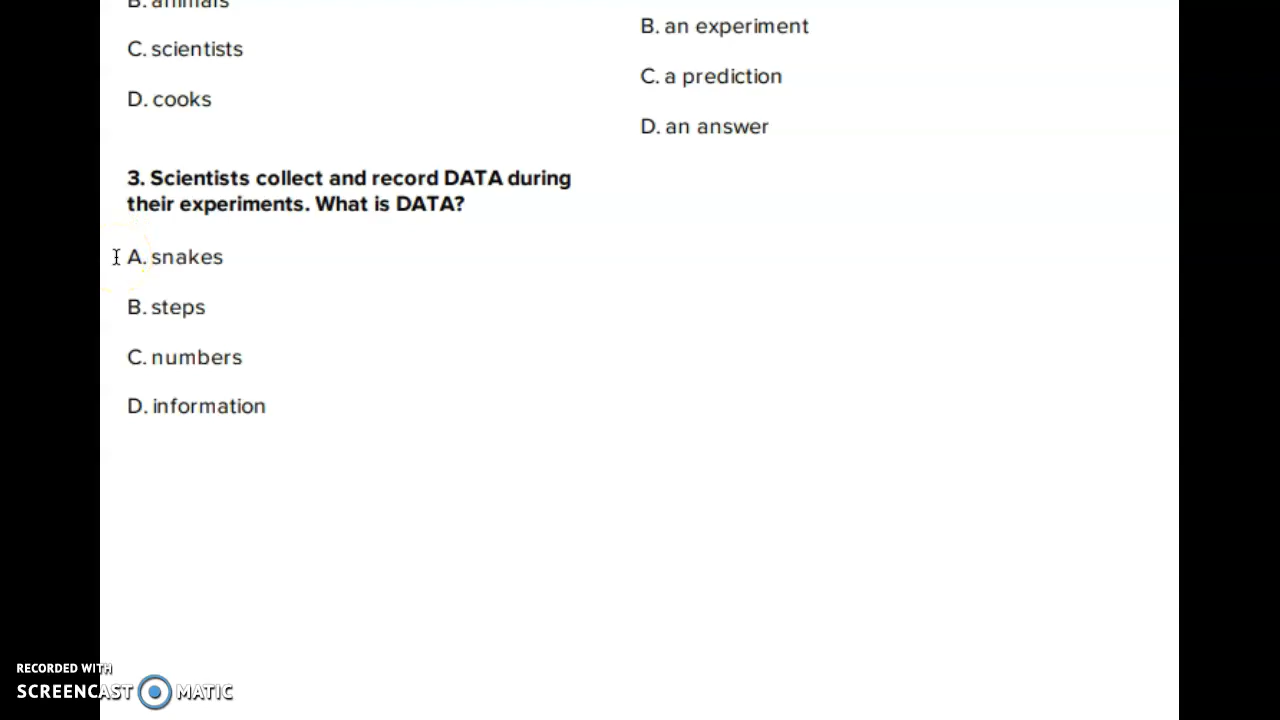 B. animals
C. scientists
D. cooks
3. Scientists collect and record DATA during
their experiments. What is DATA?
A. snakes
B. steps
C. numbers
D. information
B. an experiment
C. a prediction
D. an answer
RECORDED WITH
SCREENCAST MATIC